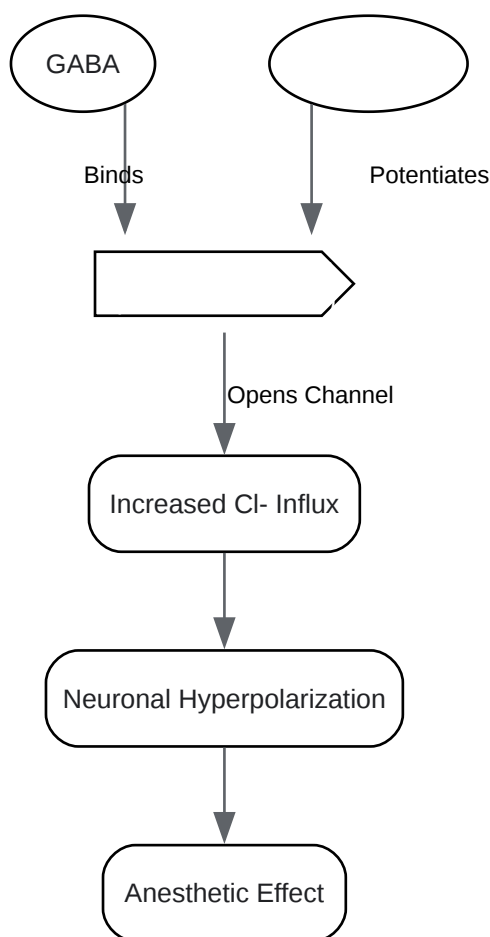 GABA
Binds
Potentiates
Opens Channel
Increased Cl- Influx
Neuronal Hyperpolarization
Anesthetic Effect